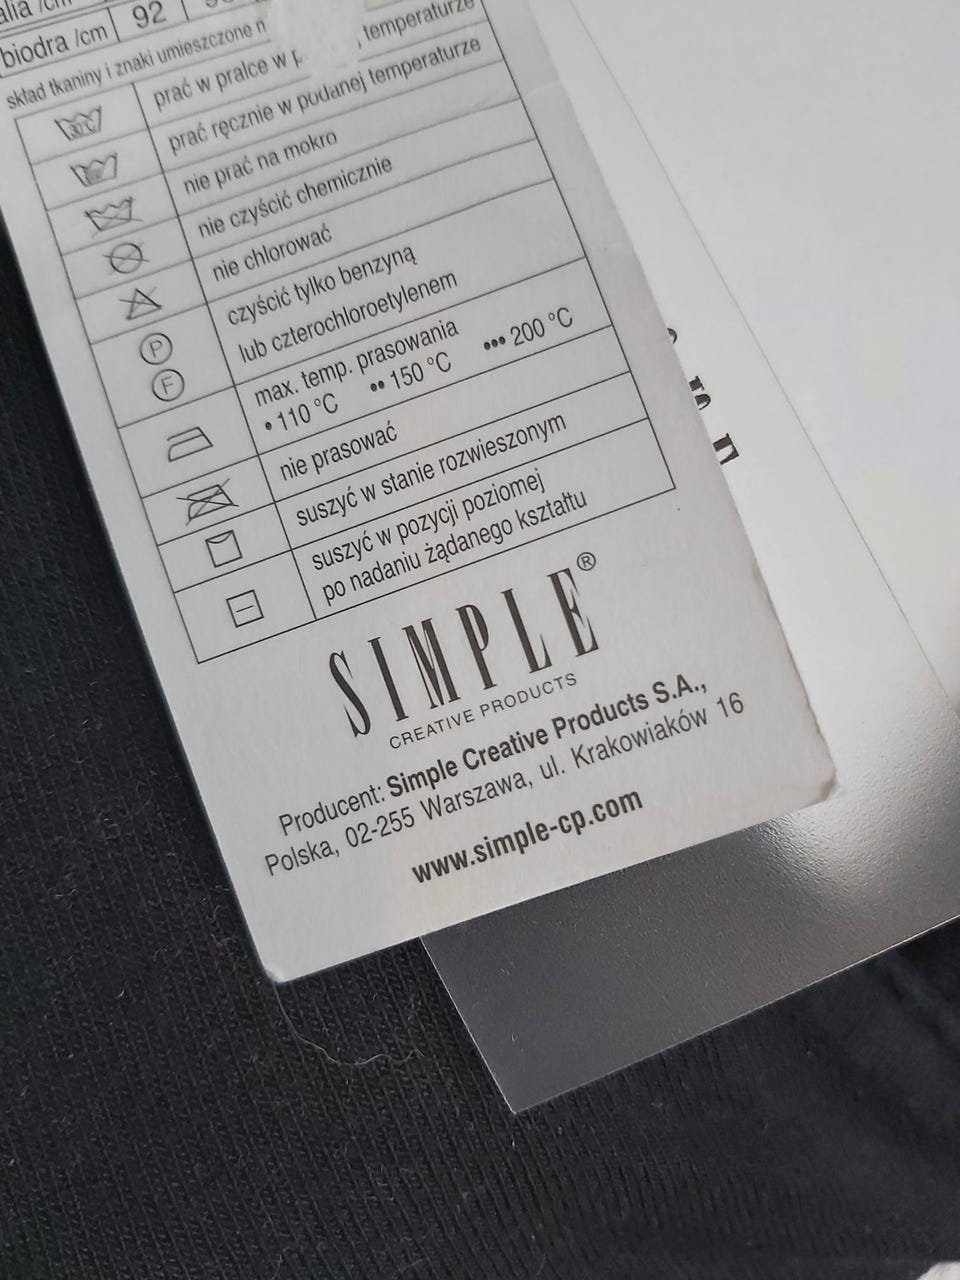 biodra /cm 92
skład tkaniny i znaki umieszczone
30°C prać w pralce w temperaturze
prać ręcznie w podanej temperaturze
nie prać na mokro
nie czyścić chemicznie
nie chlorować
P czyścić tylko benzyną
F lub czterochloroetylenem
max. temp. prasowania
• 110 °C •• 150 °C ••• 200 °C
nie prasować
suszyć w stanie rozwieszonym
suszyć w pozycji poziomej
po nadaniu żądanego kształtu
SIMPLE®
CREATIVE PRODUCTS
Producent: Simple Creative Products S.A.,
Polska, 02-255 Warszawa, ul. Krakowiaków 16
www.simple-cp.com